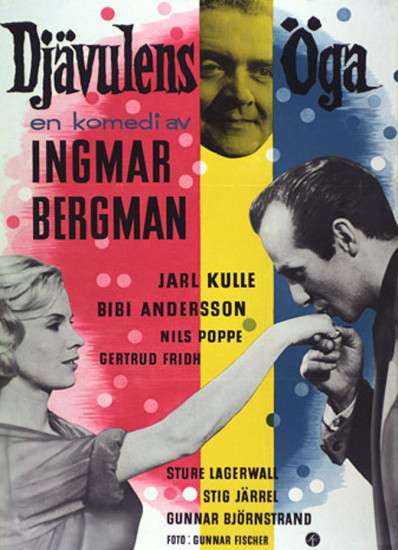 Djävulens Öga
en komedi av
INGMAR
BERGMAN
JARL KULLE
BIBI ANDERSSON
NILS POPPE
GERTRUD FRIDH
STURE LAGERWALL
STIG JÄRREL
GUNNAR BJÖRNSTRAND
FOTO: GUNNAR FISCHER